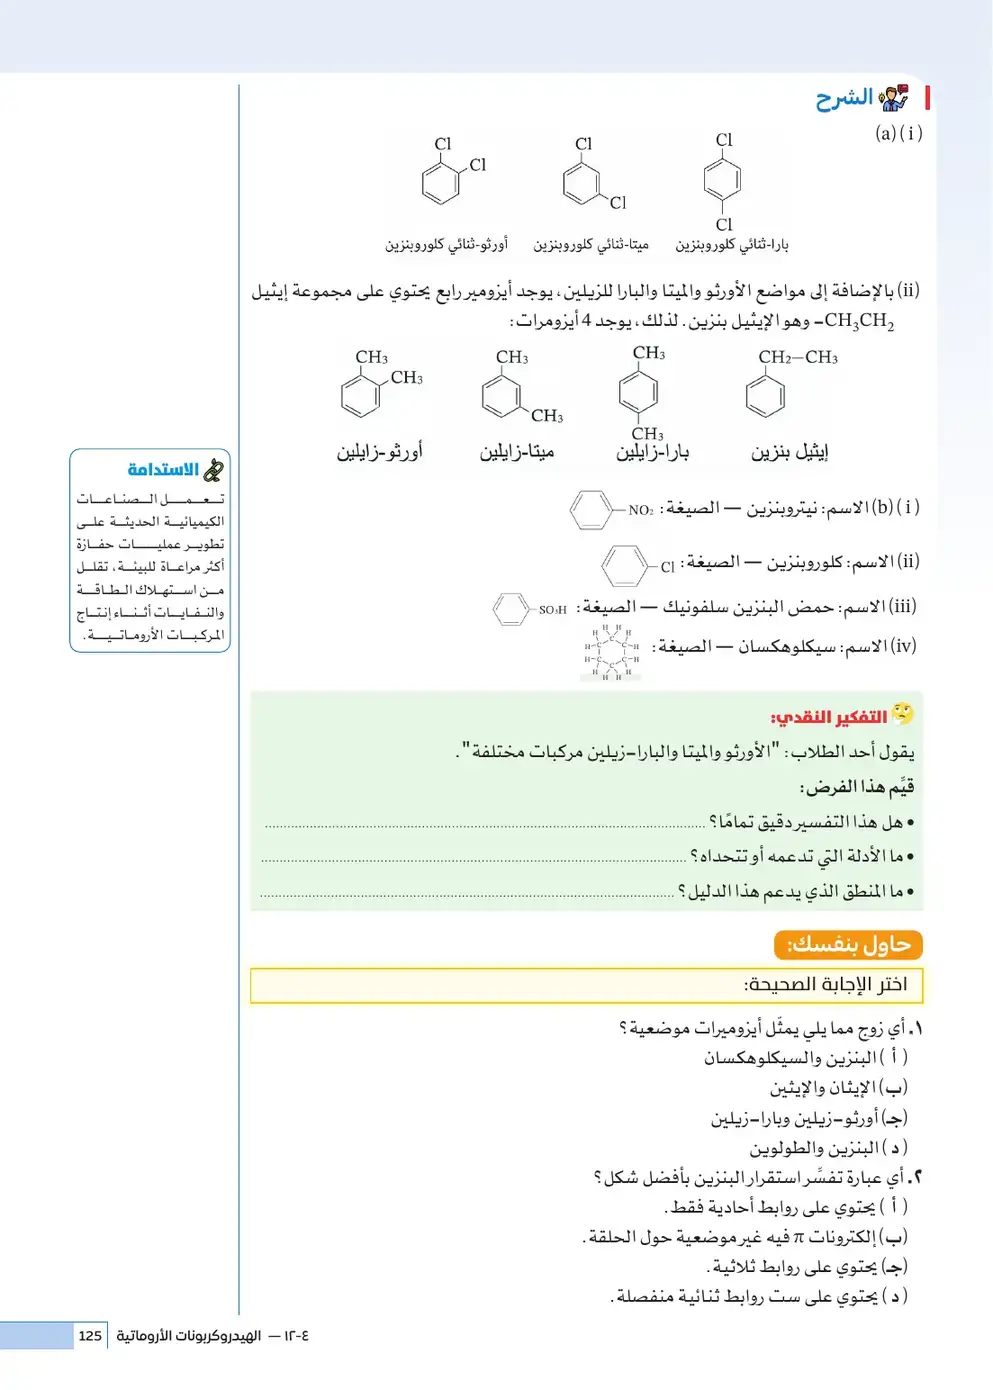 الشرح
(i)(a)
Cl
Cl
بارا-ثنائي كلوروبنزين
Cl
Cl
ميتا-ثنائي كلوروبنزين
Cl
Cl
أورثو-ثنائي كلوروبنزين
(ii) بالإضافة إلى مواضع الأورثو والميتا والبارا للزيلين، يوجد أيزومير رابع يحتوي على مجموعة إيثيل
CH₃CH₂– وهو الإيثيل بنزين. لذلك، يوجد 4 أيزومرات:
CH2–CH3
إيثيل بنزين
CH3
CH3
بارا-زايلين
CH3
CH3
ميتا-زايلين
CH3
CH3
أورثو-زايلين
(i)(b) الاسم: نيتروبنزين — الصيغة: NO₂
(ii) الاسم: كلوروبنزين — الصيغة: Cl
(iii) الاسم: حمض البنزين سلفونيك — الصيغة: SO₃H
(iv) الاسم: سيكلوهكسان — الصيغة:
H H H H
H C H
H–C C–H
H–C C–H
H C H
H H
الاستدامة
تعمل الصناعات
الكيميائية الحديثة على
تطوير عمليات حفازة
أكثر مراعاة للبيئة، تقلل
من استهلاك الطاقة
والنفايات أثناء إنتاج
المركبات الأروماتية.
التفكير النقدي:
يقول أحد الطلاب: "الأورثو والميتا والبارا–زيلين مركبات مختلفة".
قيِّم هذا الفرض:
• هل هذا التفسير دقيق تمامًا؟
• ما الأدلة التي تدعمه أو تتحداه؟
• ما المنطق الذي يدعم هذا الدليل؟
حاول بنفسك:
اختر الإجابة الصحيحة:
١. أي زوج مما يلي يمثّل أيزوميرات موضعية؟
(أ) البنزين والسيكلوهكسان
(ب) الإيثان والإيثين
(جـ) أورثو–زيلين وبارا–زيلين
(د) البنزين والطولوين
٢. أي عبارة تفسِّر استقرار البنزين بأفضل شكل؟
(أ) يحتوي على روابط أحادية فقط.
(ب) إلكترونات π فيه غير موضعية حول الحلقة.
(جـ) يحتوي على روابط ثلاثية.
(د) يحتوي على ست روابط ثنائية منفصلة.
٤-١٢ — الهيدروكربونات الأروماتية
125